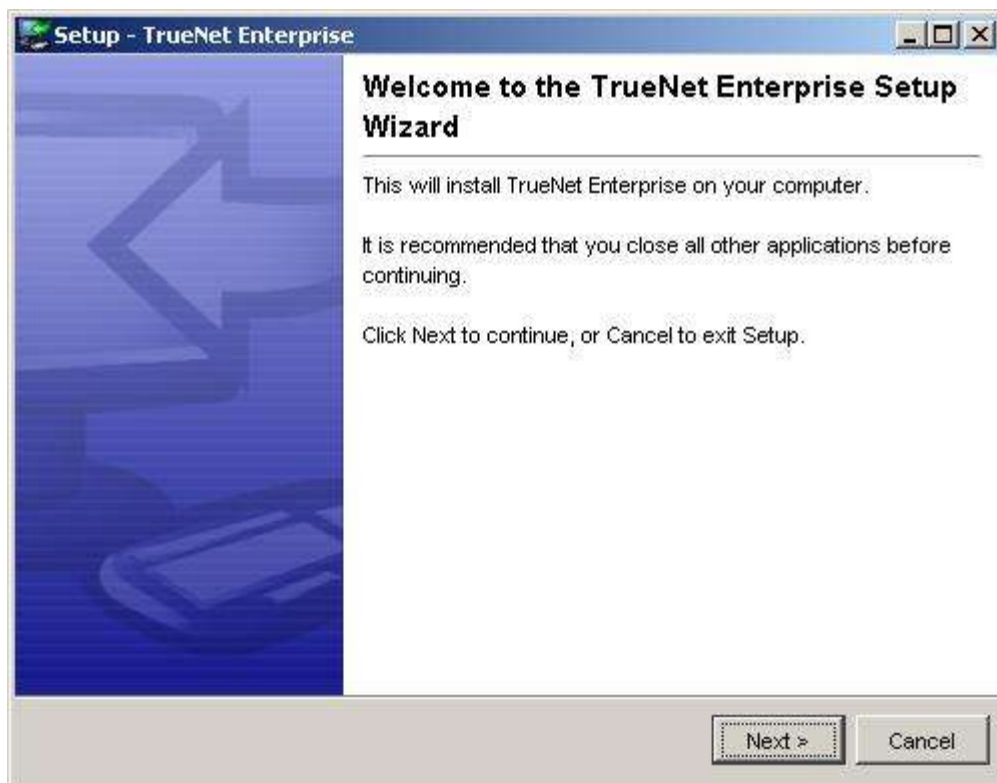 Setup - TrueNet Enterprise
Welcome to the TrueNet Enterprise Setup
Wizard
This will install TrueNet Enterprise on your computer.
It is recommended that you close all other applications before
continuing.
Click Next to continue, or Cancel to exit Setup.
Next >
Cancel